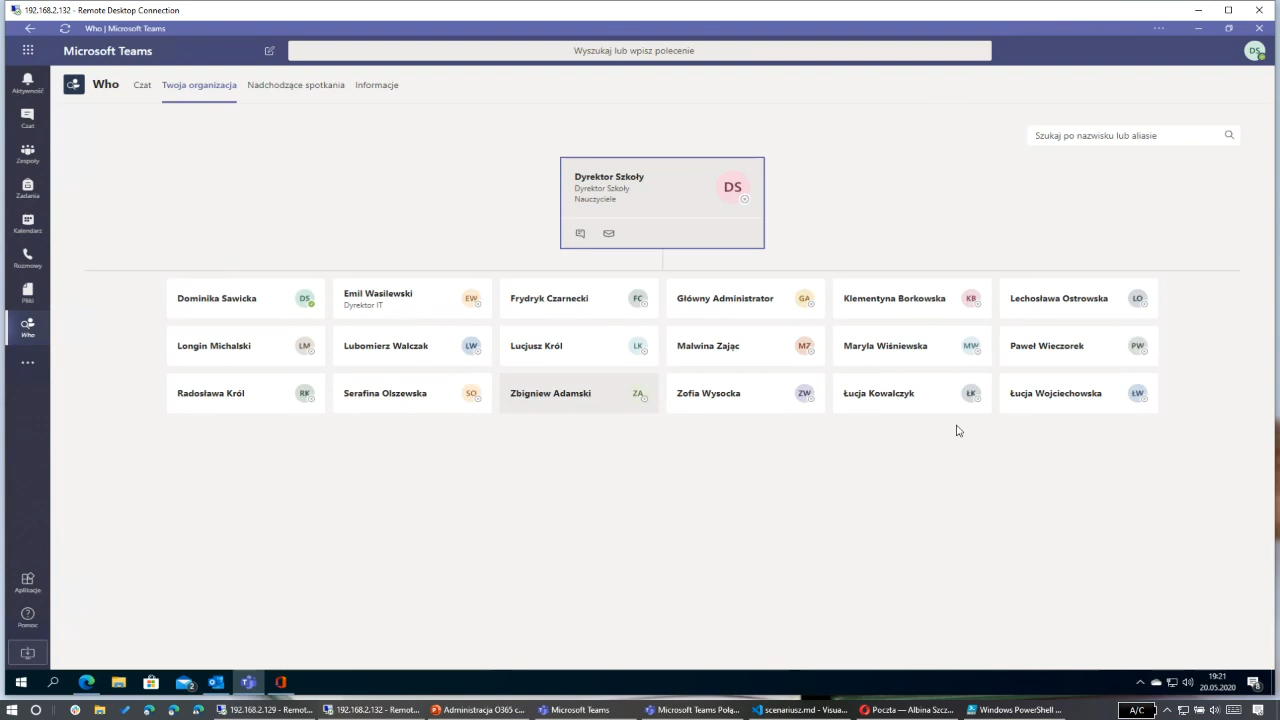 192.168.2.132 - Remote Desktop Connection
Who | Microsoft Teams
Microsoft Teams
Wyszukaj lub wpisz polecenie
DS
Aktywność
Czat
Zespoły
Zadania
Kalendarz
Rozmowy
Pliki
Who
Aplikacje
Pomoc
Who Czat Twoja organizacja Nadchodzące spotkania Informacje
Szukaj po nazwisku lub aliasie
Dyrektor Szkoły
Dyrektor Szkoły
Nauczyciele
DS
Dominika Sawicka DS
Emil Wasilewski EW
Dyrektor IT
Frydryk Czarnecki FC
Główny Administrator GA
Klementyna Borkowska KB
Lechosława Ostrowska LO
Longin Michalski LM
Lubomierz Walczak LW
Lucjusz Król LK
Malwina Zając MZ
Maryla Wiśniewska MW
Paweł Wieczorek PW
Radosława Król RK
Serafina Olszewska SO
Zbigniew Adamski ZA
Zofia Wysocka ZW
Łucja Kowalczyk ŁK
Łucja Wojciechowska ŁW
2
19:21
20.05.2020
8
192.168.2.129 - Remot...
192.168.2.132 - Remot...
Administracja O365 c...
Microsoft Teams
Microsoft Teams Połą...
scenariusz.md - Visua...
Poczta — Albina Szcz...
Windows PowerShell ...
A/C